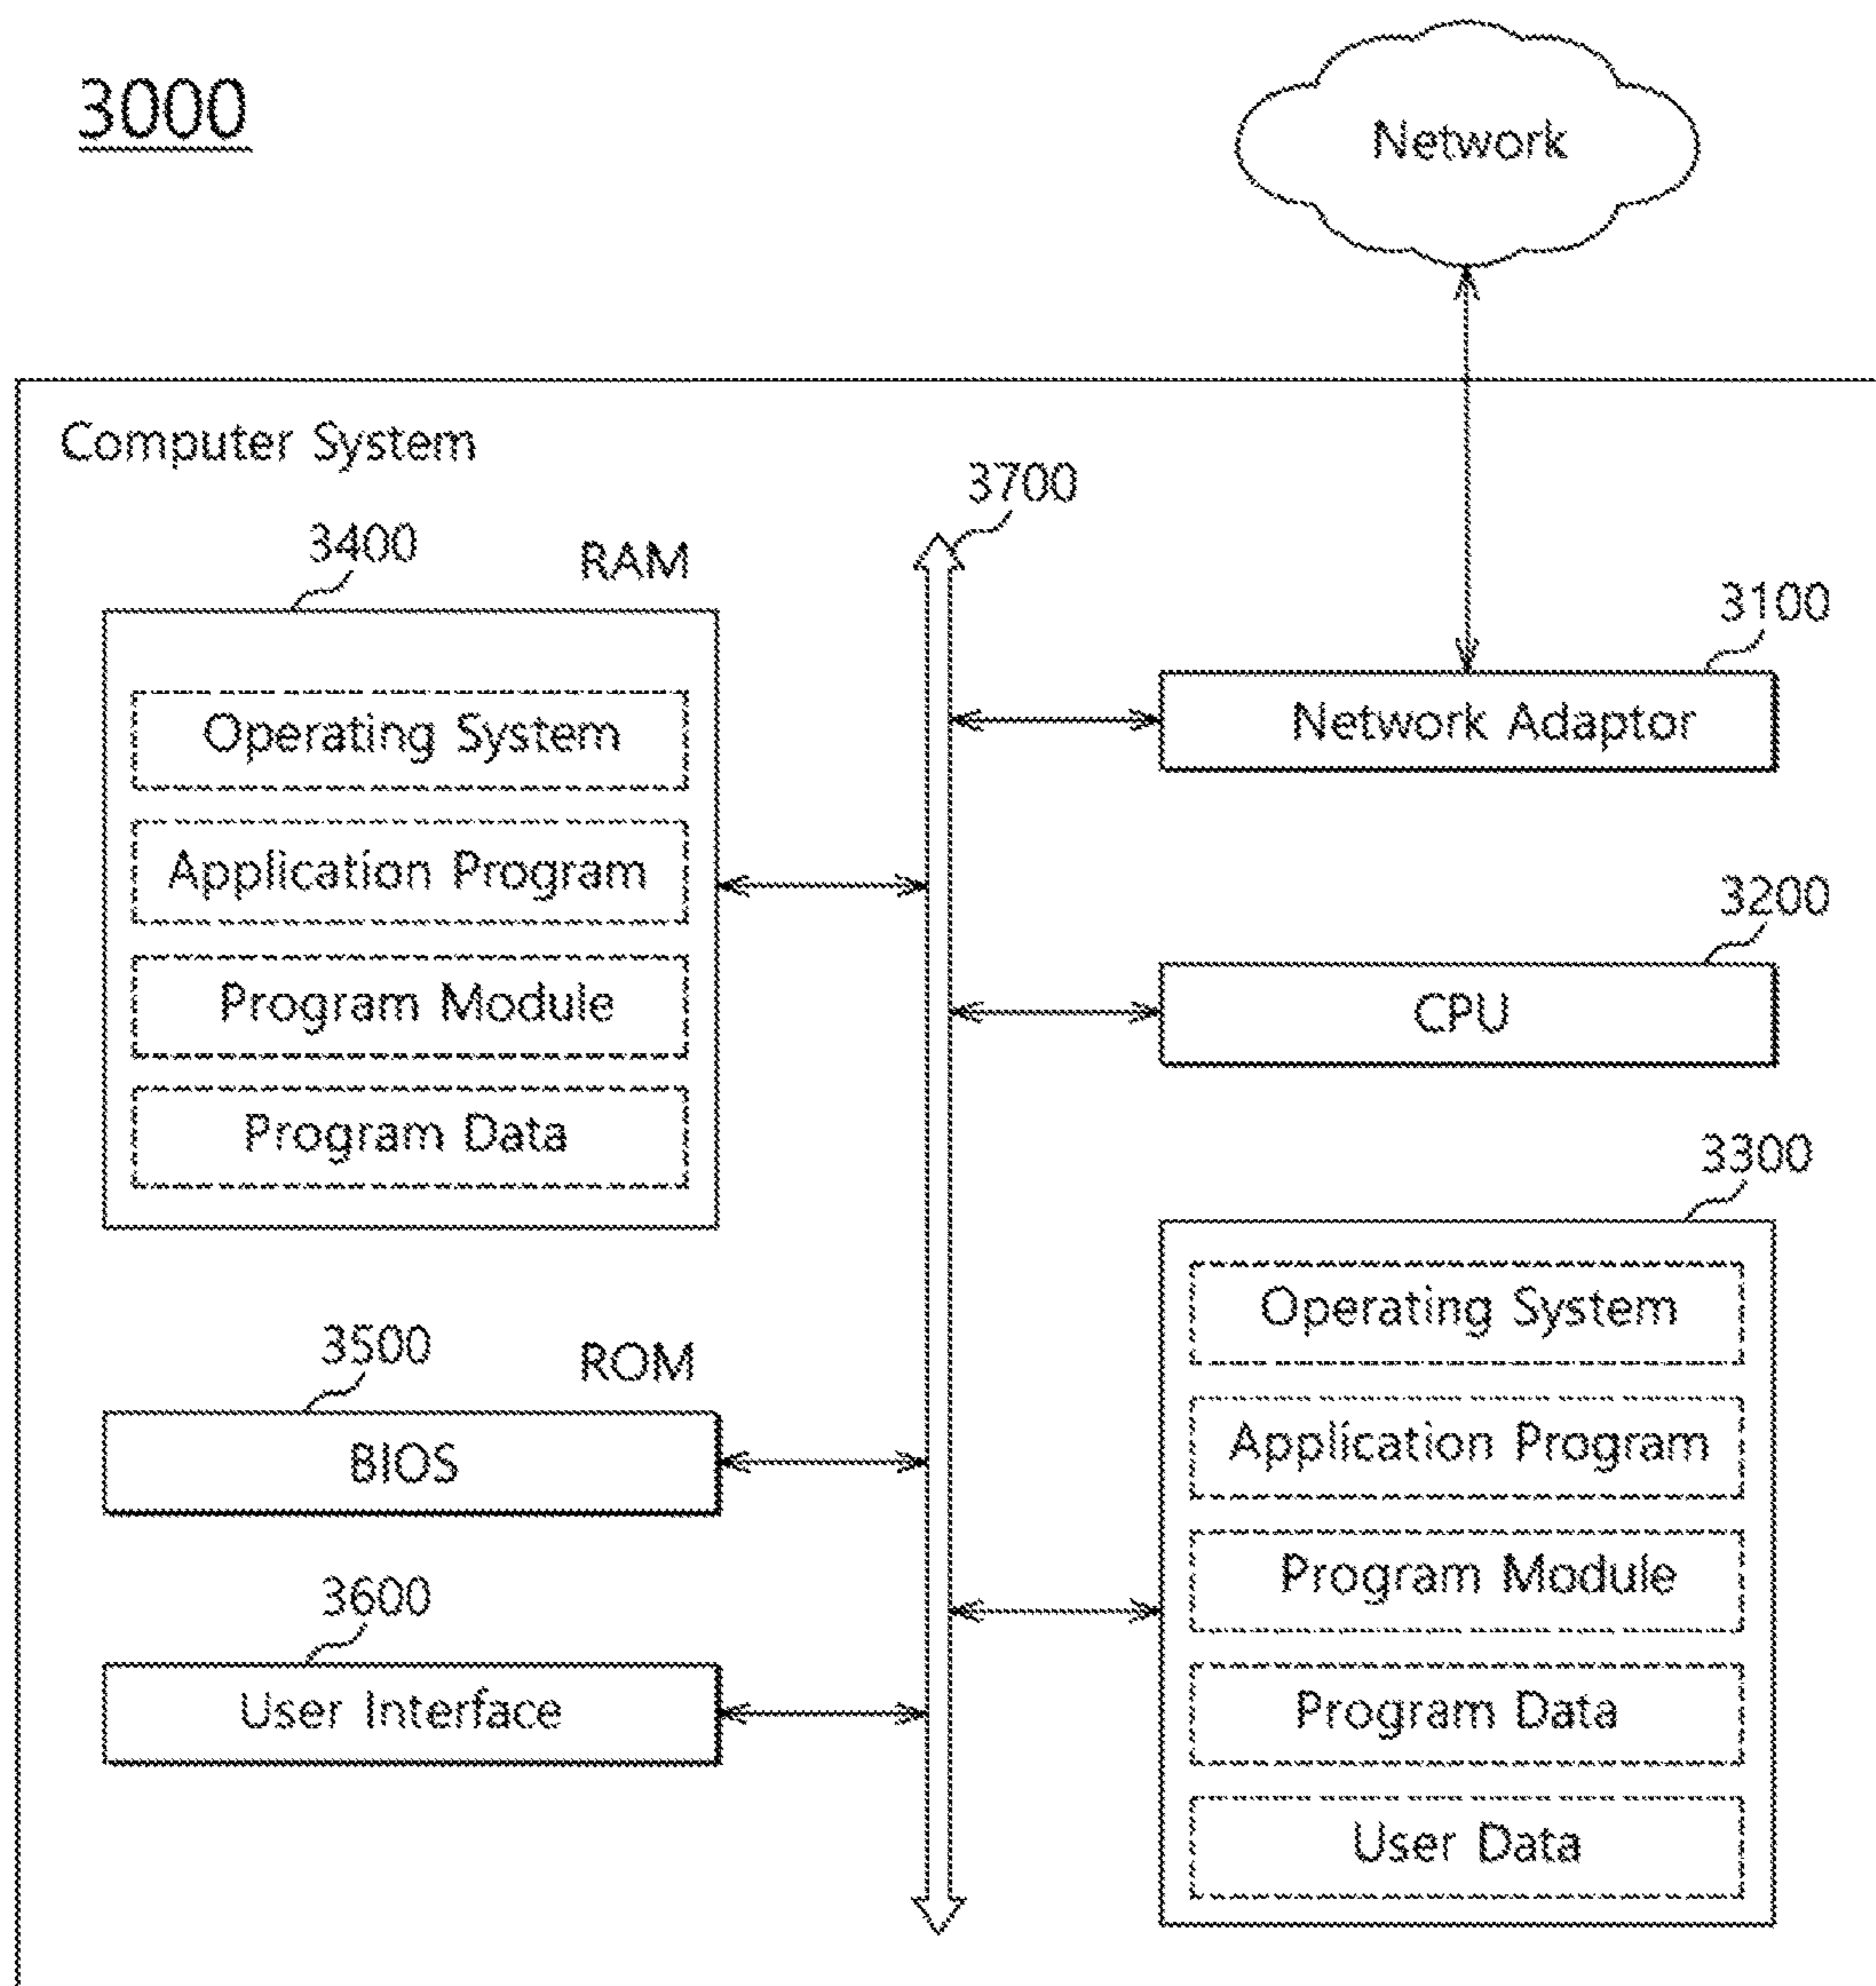 3000
Network
Computer System
3700
3400
RAM
Operating System
Application Program
Program Module
Program Data
3100
Network Adaptor
3200
CPU
3300
Operating System
Application Program
Program Module
Program Data
User Data
3500
ROM
BIOS
3600
User Interface